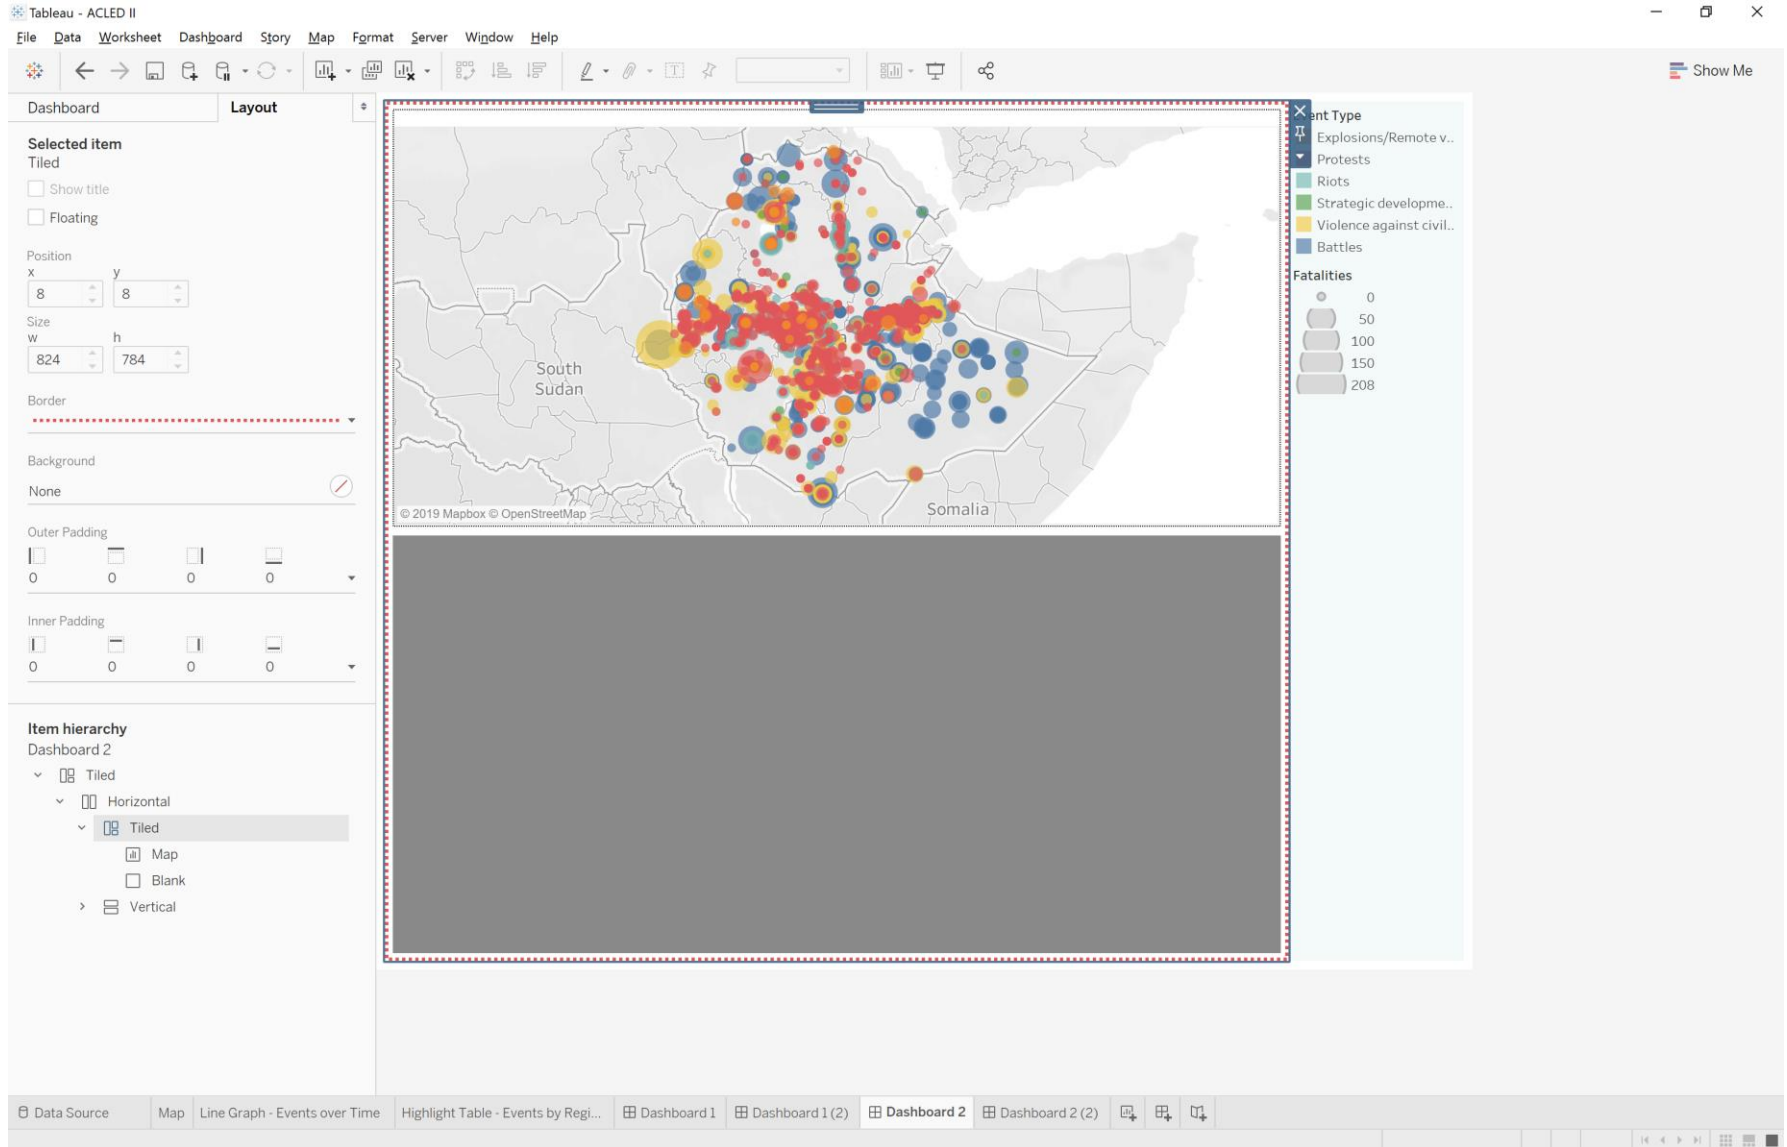 Tableau - ACLED II
File Data Worksheet Dashboard Story Map Format Server Window Help
Show Me
Dashboard Layout
Selected item
Tiled
Show title
Floating
Position
x y
8 8
Size
w h
824 784
Border
Background
None
Outer Padding
0 0 0 0
Inner Padding
0 0 0 0
Item hierarchy
Dashboard 2
Tiled
Horizontal
Tiled
Map
Blank
Vertical
South
Sudan
Somalia
© 2019 Mapbox © OpenStreetMap
ent Type
Explosions/Remote v..
Protests
Riots
Strategic developme..
Violence against civil..
Battles
Fatalities
0
50
100
150
208
Data Source Map Line Graph - Events over Time Highlight Table - Events by Regi... Dashboard 1 Dashboard 1 (2) Dashboard 2 Dashboard 2 (2)